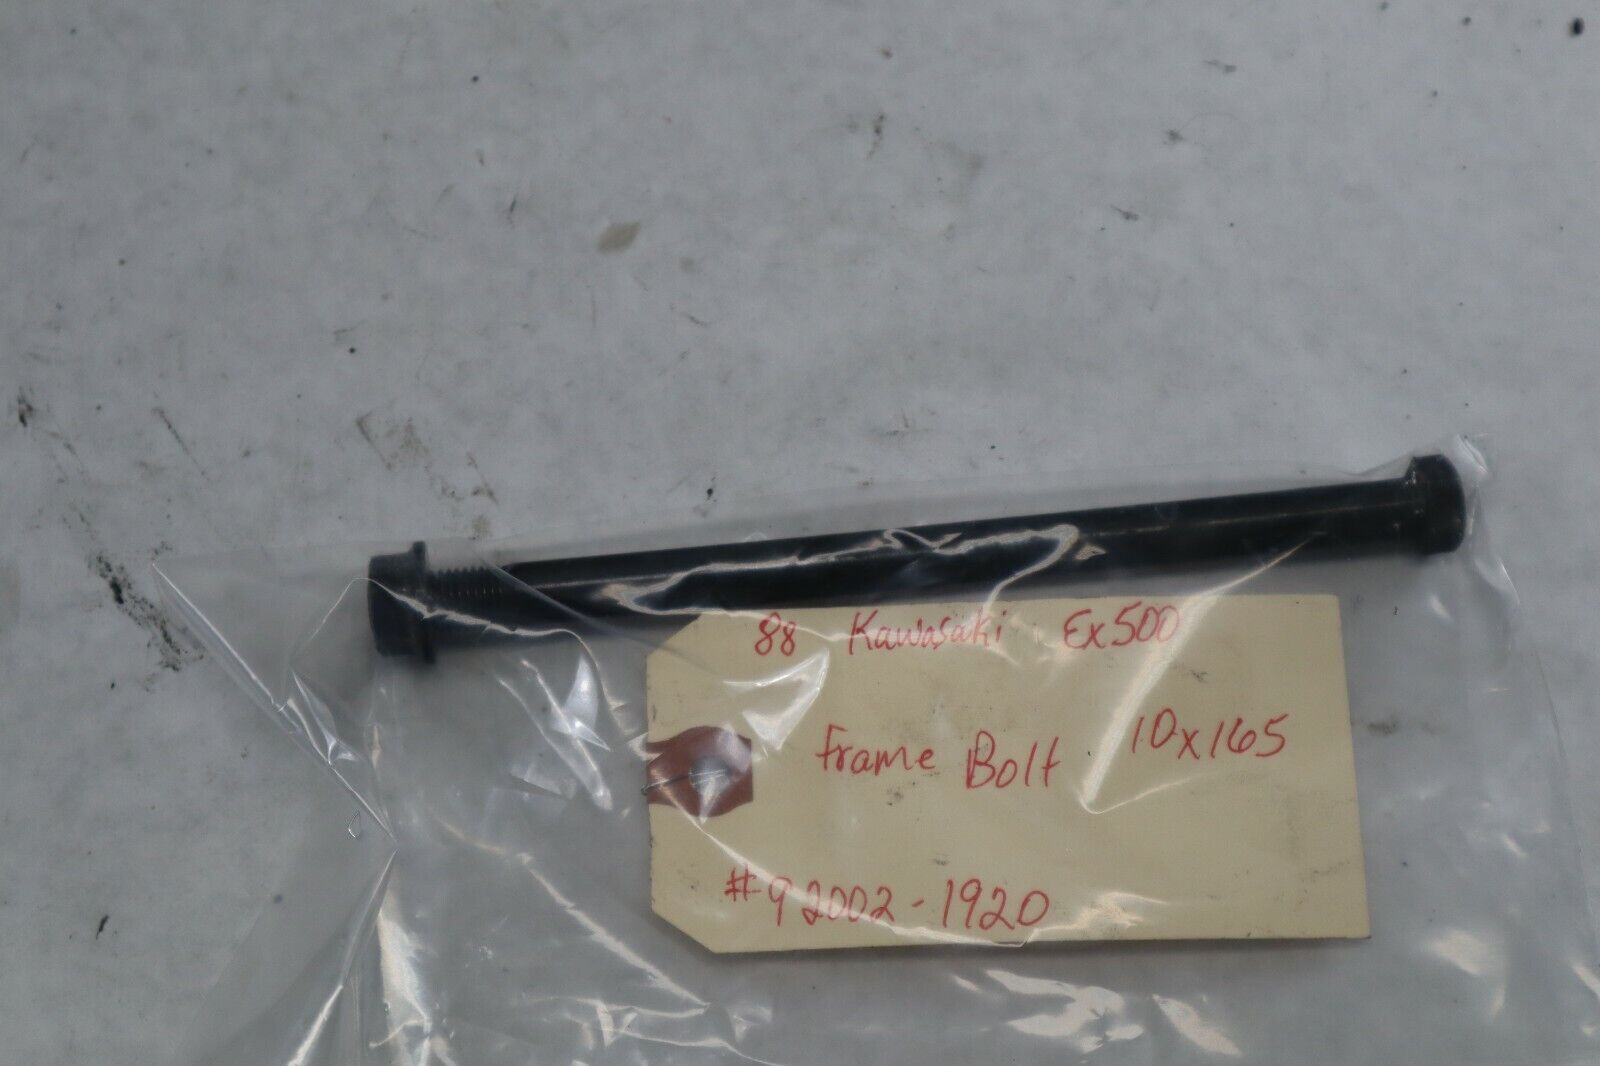 88 Kawasaki Ex500
Frame Bolt 10x165
#92002-1920